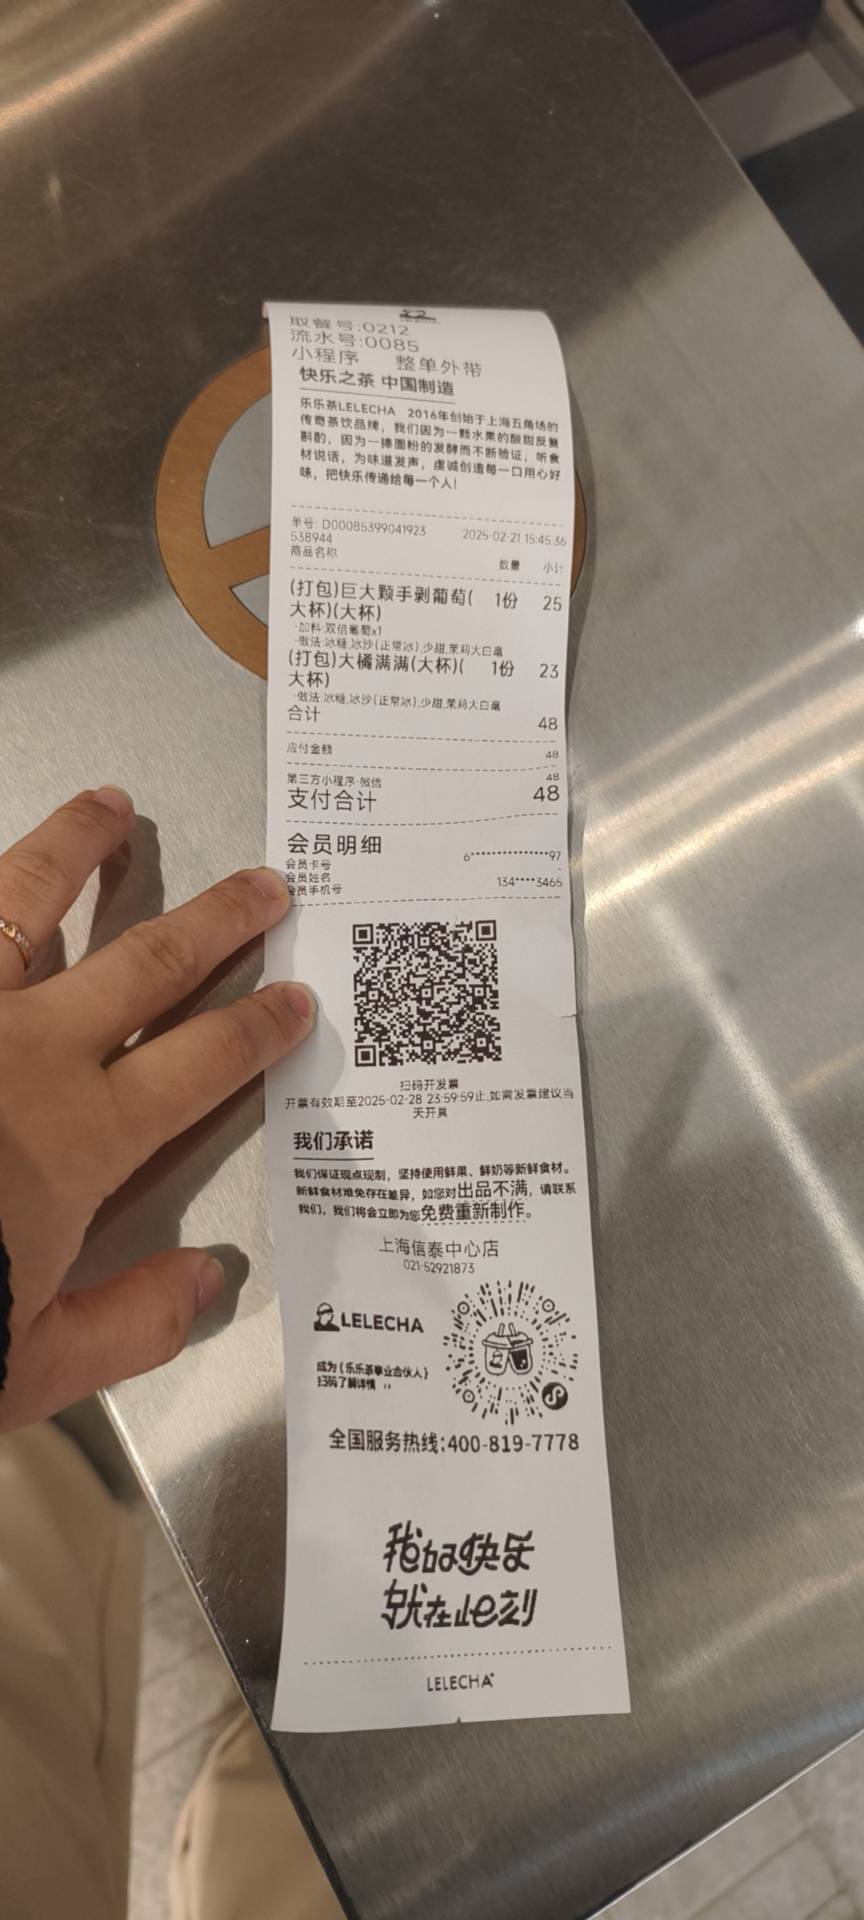 取餐号:0212
流水号:0085
小程序 整单外带
快乐之茶 中国制造
乐乐茶LELECHA 2016年创始于上海五角场的
传奇茶饮品牌，我们因为一颗水果的酸甜反复
斟酌，因为一捧面粉的发酵而不断验证，听食
材说话，为味道发声，虔诚创造每一口用心好
味，把快乐传递给每一个人！
单号: D00085399041923 2025-02-21 15:45:36
538944
商品名称 数量 小计
(打包)巨大颗手剥葡萄( 1份 25
大杯)(大杯)
·加料:双倍葡萄x1
·做法:冰糖,冰沙(正常冰),少甜,茉莉大白毫
(打包)大橘满满(大杯)( 1份 23
大杯)
·做法:冰糖,冰沙(正常冰),少甜,茉莉大白毫
合计 48
应付金额 48
第三方小程序-微信 48
支付合计 48
会员明细
会员卡号 6***************97
会员姓名 -
会员手机号 134****3465
扫码开发票
开票有效期至2025-02-28 23:59:59止,如需发票建议当
天开具
我们承诺
我们保证现点现制，坚持使用鲜果、鲜奶等新鲜食材。
新鲜食材难免存在差异，如您对出品不满，请联系
我们，我们将会立即为您免费重新制作。
上海信泰中心店
021-52921873
LELECHA
成为《乐乐茶事业合伙人》
扫码了解详情 ››
全国服务热线:400-819-7778
我的快乐
就在此刻
LELECHA